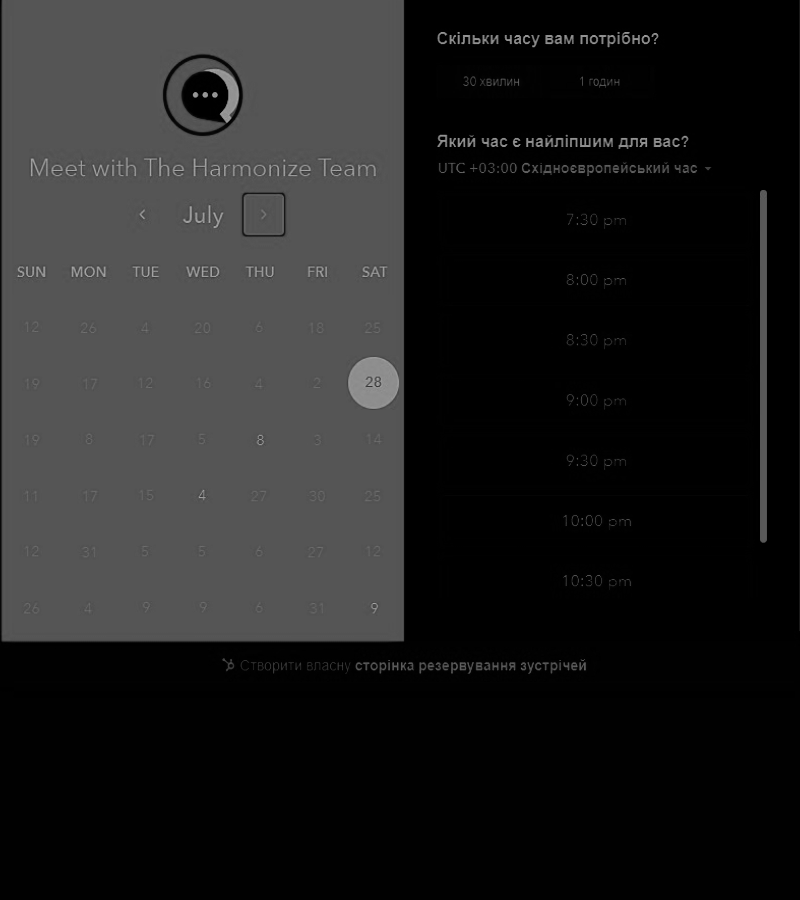 Meet with The Harmonize Team
July
SUN MON TUE WED THU FRI SAT
12 26 4 20 6 18 25
19 17 12 16 4 2 28
19 8 17 5 8 3 14
11 17 15 4 27 30 25
12 31 5 5 6 27 12
26 4 9 9 6 31 9
Скільки часу вам потрібно?
30 хвилин 1 годин
Який час є найліпшим для вас?
UTC +03:00 Східноєвропейський час
7:30 pm
8:00 pm
8:30 pm
9:00 pm
9:30 pm
10:00 pm
10:30 pm
Створити власну сторінка резервування зустрічей